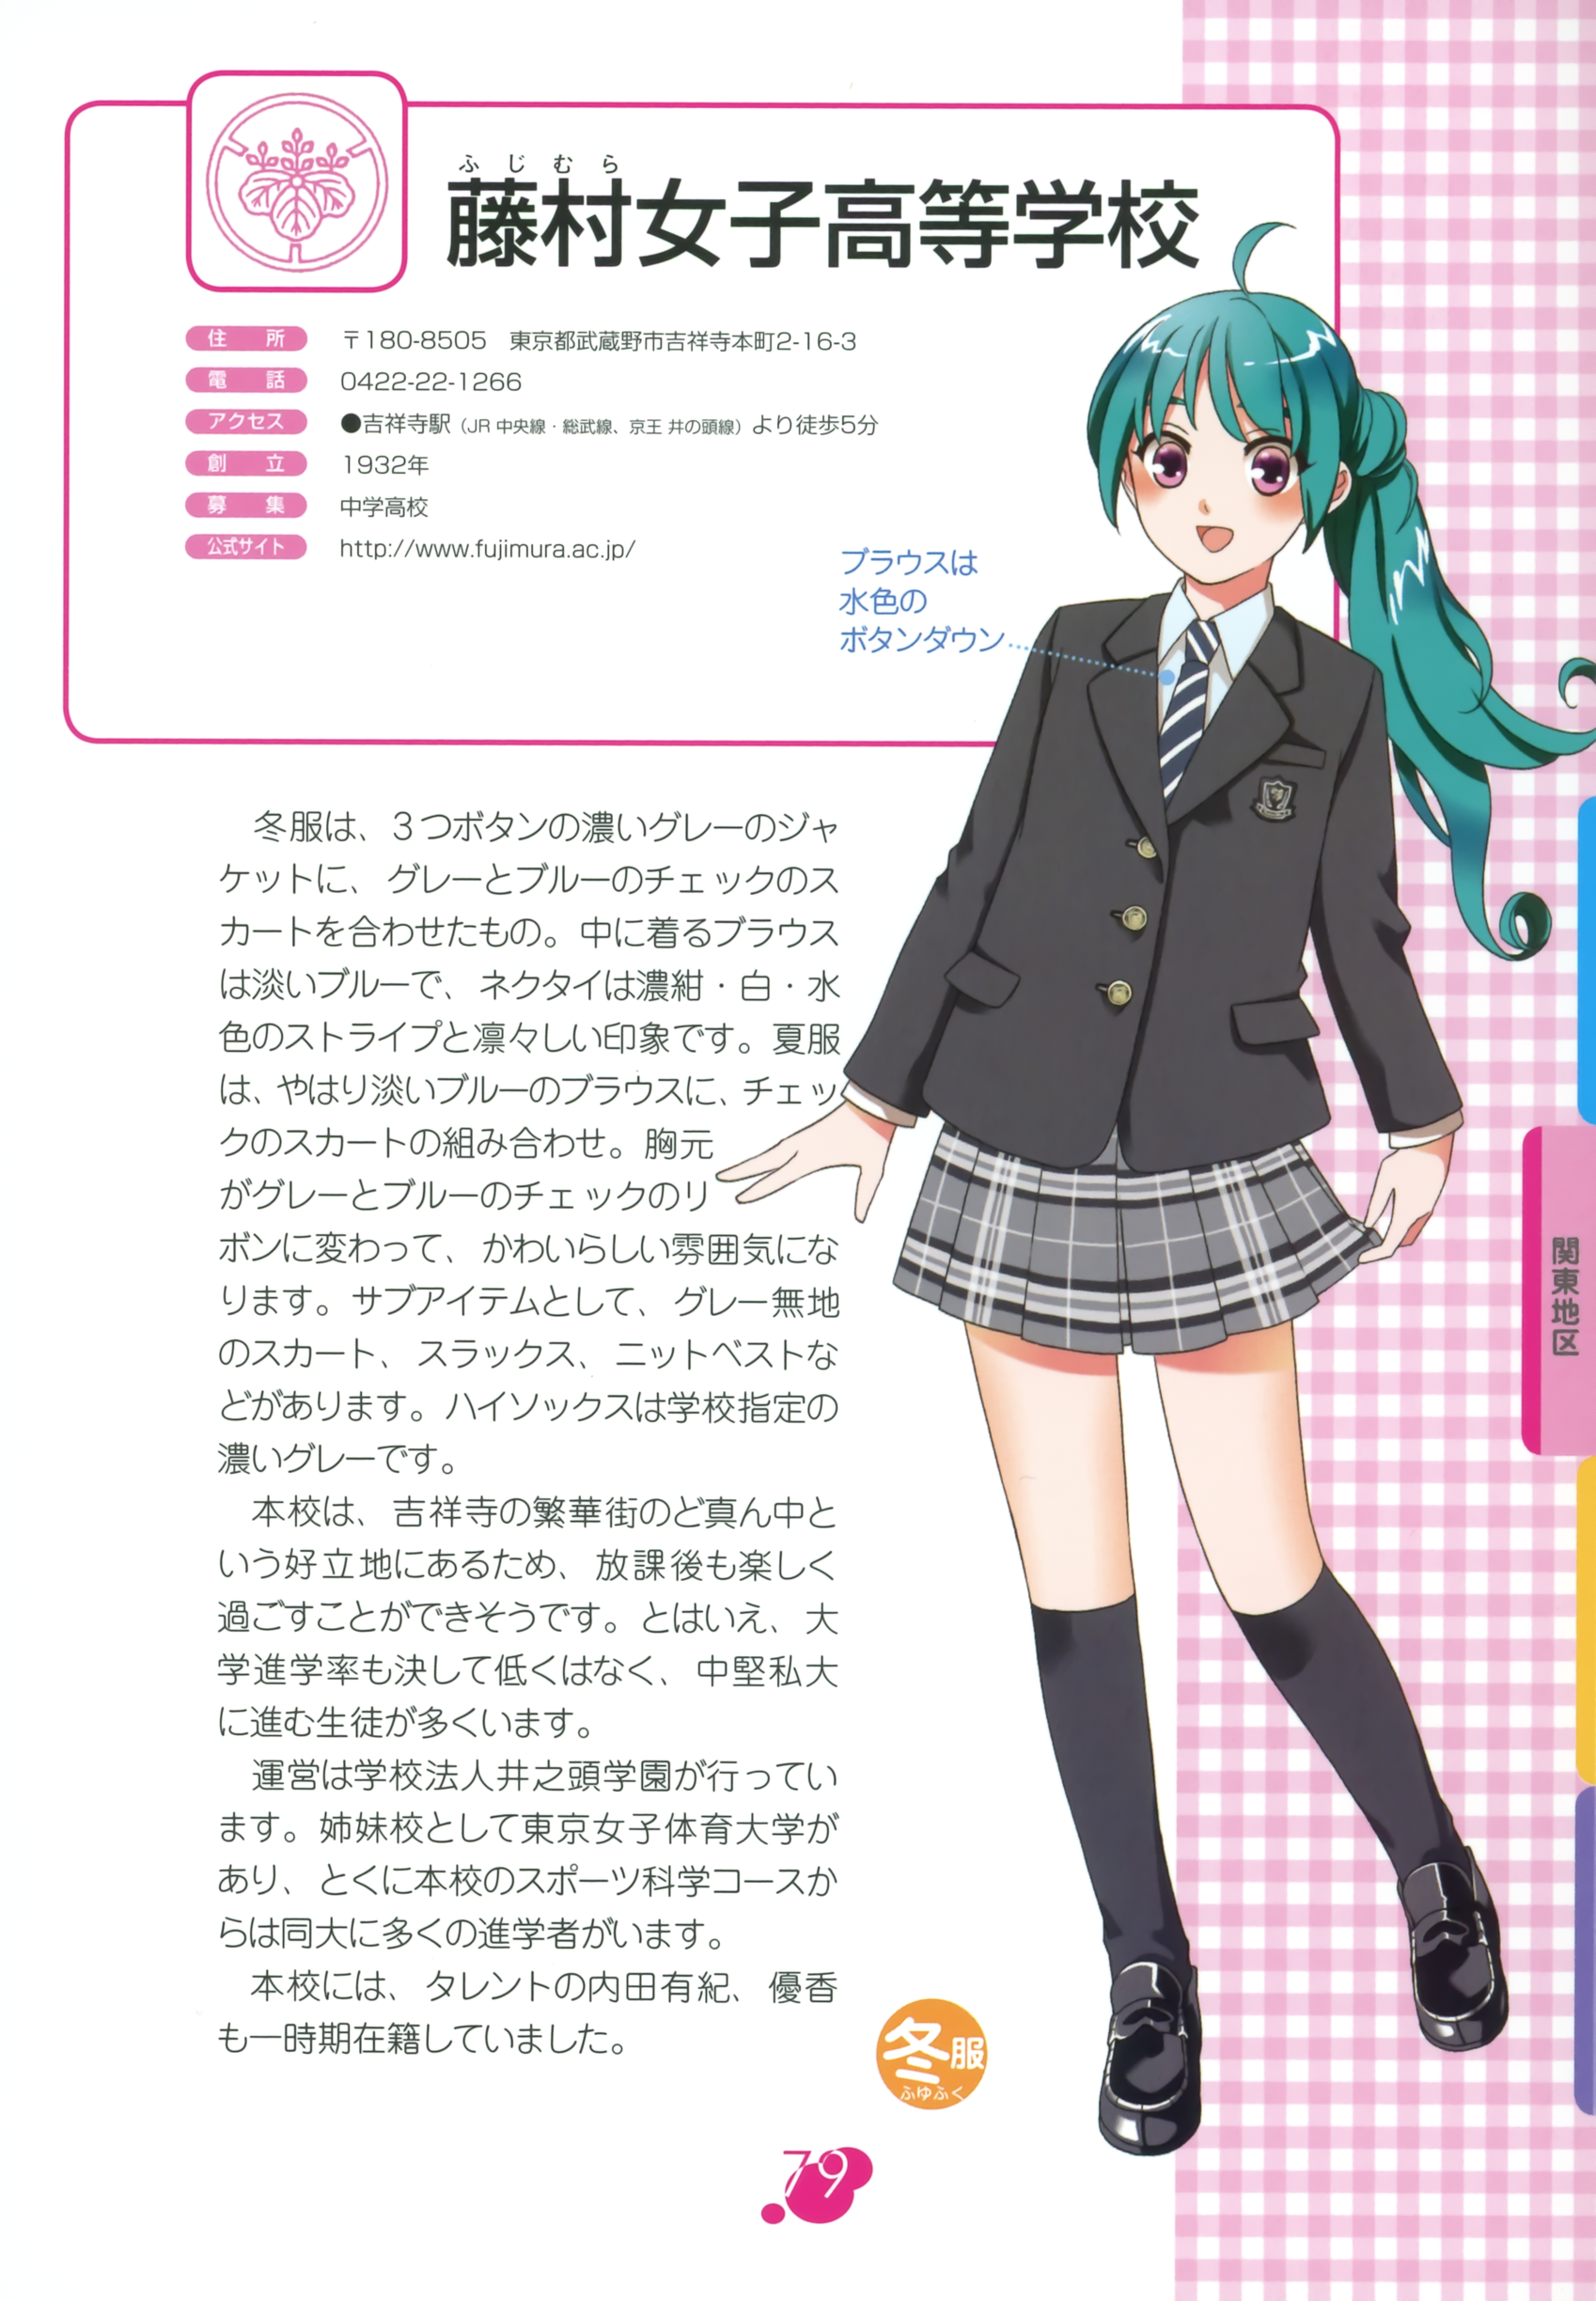 ふじむら
藤村女子高等学校
住所 〒180-8505 東京都武蔵野市吉祥寺本町2-16-3
電話 0422-22-1266
アクセス ●吉祥寺駅（JR 中央線・総武線、京王 井の頭線）より徒歩5分
創立 1932年
募集 中学高校
公式サイト http://www.fujimura.ac.jp/
ブラウスは
水色の
ボタンダウン
冬服は、３つボタンの濃いグレーのジャ
ケットに、グレーとブルーのチェックのス
カートを合わせたもの。中に着るブラウス
は淡いブルーで、ネクタイは濃紺・白・水
色のストライプと凛々しい印象です。夏服
は、やはり淡いブルーのブラウスに、チェッ
クのスカートの組み合わせ。胸元
がグレーとブルーのチェックのリ
ボンに変わって、かわいらしい雰囲気にな
ります。サブアイテムとして、グレー無地
のスカート、スラックス、ニットベストな
どがあります。ハイソックスは学校指定の
濃いグレーです。
本校は、吉祥寺の繁華街のど真ん中と
いう好立地にあるため、放課後も楽しく
過ごすことができそうです。とはいえ、大
学進学率も決して低くはなく、中堅私大
に進む生徒が多くいます。
運営は学校法人井之頭学園が行ってい
ます。姉妹校として東京女子体育大学が
あり、とくに本校のスポーツ科学コースか
らは同大に多くの進学者がいます。
本校には、タレントの内田有紀、優香
も一時期在籍していました。
関東地区
冬服
ふゆふく
79